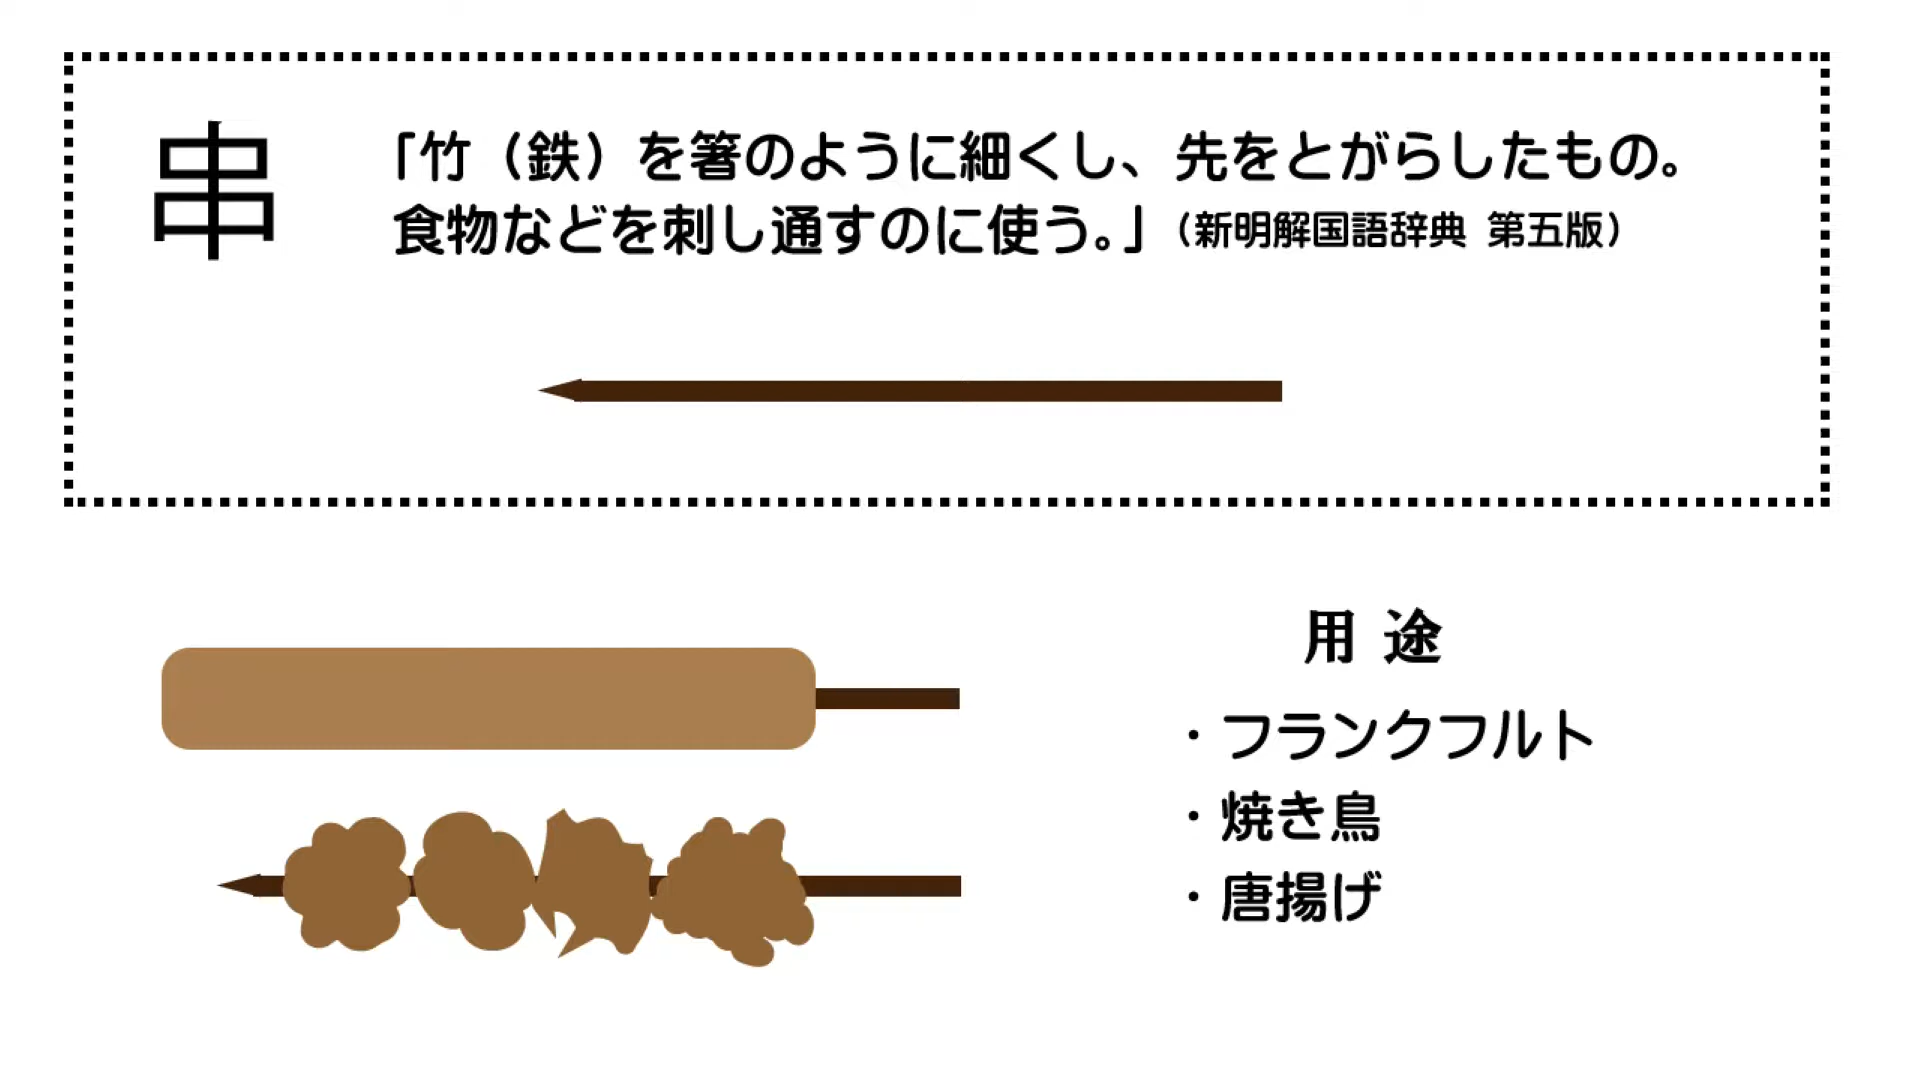 串
「竹（鉄）を箸のように細くし、先をとがらしたもの。
食物などを刺し通すのに使う。」（新明解国語辞典 第五版）
用途
・フランクフルト
・焼き鳥
・唐揚げ